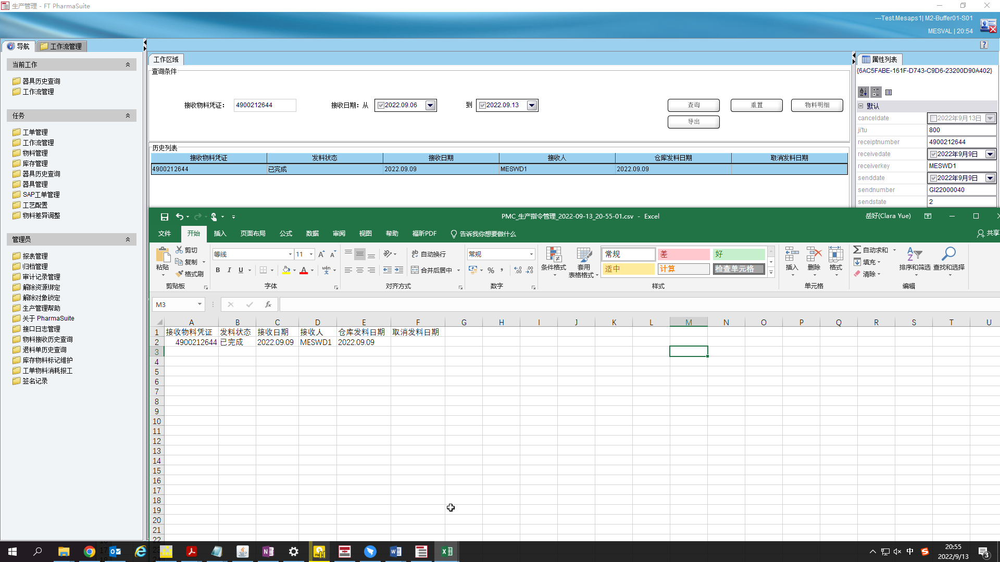 生产管理 - FT PharmaSuite
---Test.Mesaps1| M2-Buffer01-S01
MESVAL | 20:54
导航
工作流管理
当前工作
器具历史查询
工作流管理
任务
工单管理
工作流管理
物料管理
库存管理
器具历史查询
器具管理
SAP工单管理
工艺配置
物料差异调整
管理员
报表管理
归档管理
审计记录管理
解除资源绑定
解除对象锁定
生产管理帮助
关于 PharmaSuite
接口日志管理
物料接收历史查询
退料单历史查询
库存物料标记维护
工单物料消耗报工
签名记录
工作区域
查询条件
接收物料凭证: 4900212644 接收日期: 从 2022.09.06 到 2022.09.13 查询 重置 物料明细
导出
历史列表
接收物料凭证 发料状态 接收日期 接收人 仓库发料日期 取消发料日期
4900212644 已完成 2022.09.09 MESWD1 2022.09.09
属性列表
{6AC5FABE-161F-D743-C9D6-23200D90A402}
默认
canceldate 2022年9月13日
ji'tu 800
receiptnumber 4900212644
receivedate 2022年9月9日
receiverkey MESWD1
senddate 2022年9月9日
sendnumber GI22000040
sendstate 2
PMC_生产指令管理_2022-09-13_20-55-01.csv - Excel
岳好(Clara Yue)
文件 开始 插入 页面布局 公式 数据 审阅 视图 帮助 福昕PDF 告诉我你想要做什么 共享
粘贴 剪切 复制 格式刷
剪贴板
等线 11
B I U
字体
自动换行
合并后居中
对齐方式
常规
数字
条件格式
套用
表格格式
常规 差 好
适中 计算 检查单元格
样式
插入 删除 格式
单元格
自动求和
填充
清除
排序和筛选 查找和选择
编辑
M3 fx
A B C D E F G H I J K L M N O P Q R S T U
1 接收物料凭证 发料状态 接收日期 接收人 仓库发料日期 取消发料日期
2 4900212644 已完成 2022.09.09 MESWD1 2022.09.09
3
4
5
6
7
8
9
10
11
12
13
14
15
16
17
18
19
20
21
22
中
20:55
2022/9/13
3